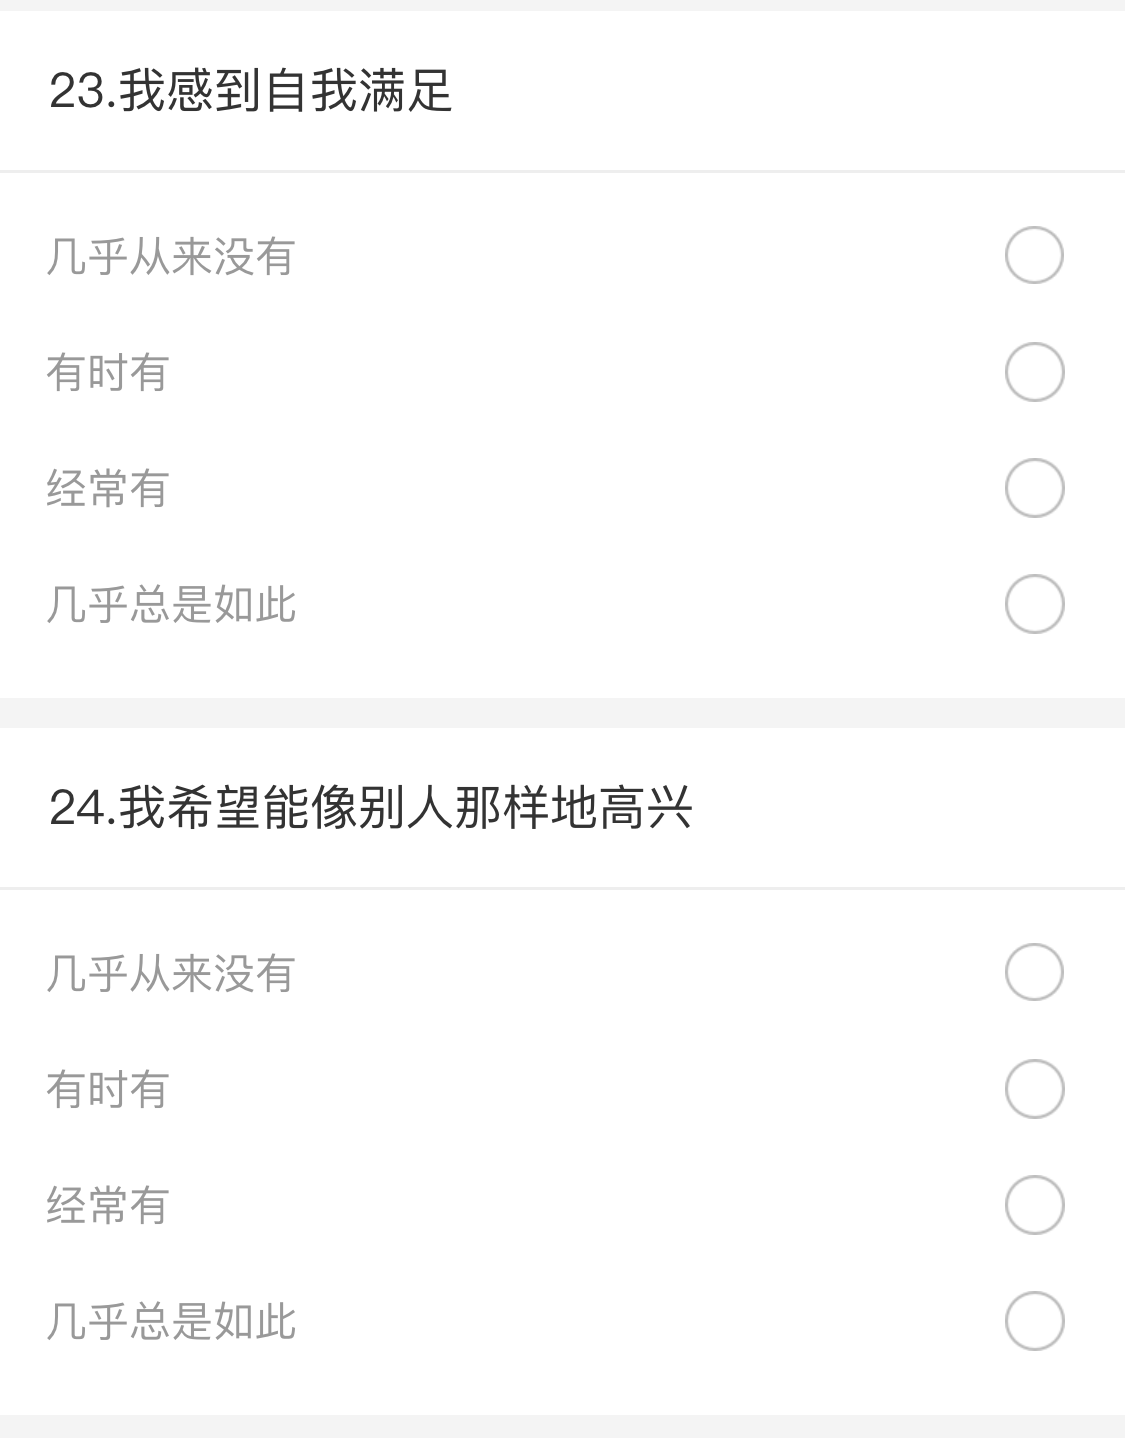 23.我感到自我满足
几乎从来没有
有时有
经常有
几乎总是如此
24.我希望能像别人那样地高兴
几乎从来没有
有时有
经常有
几乎总是如此